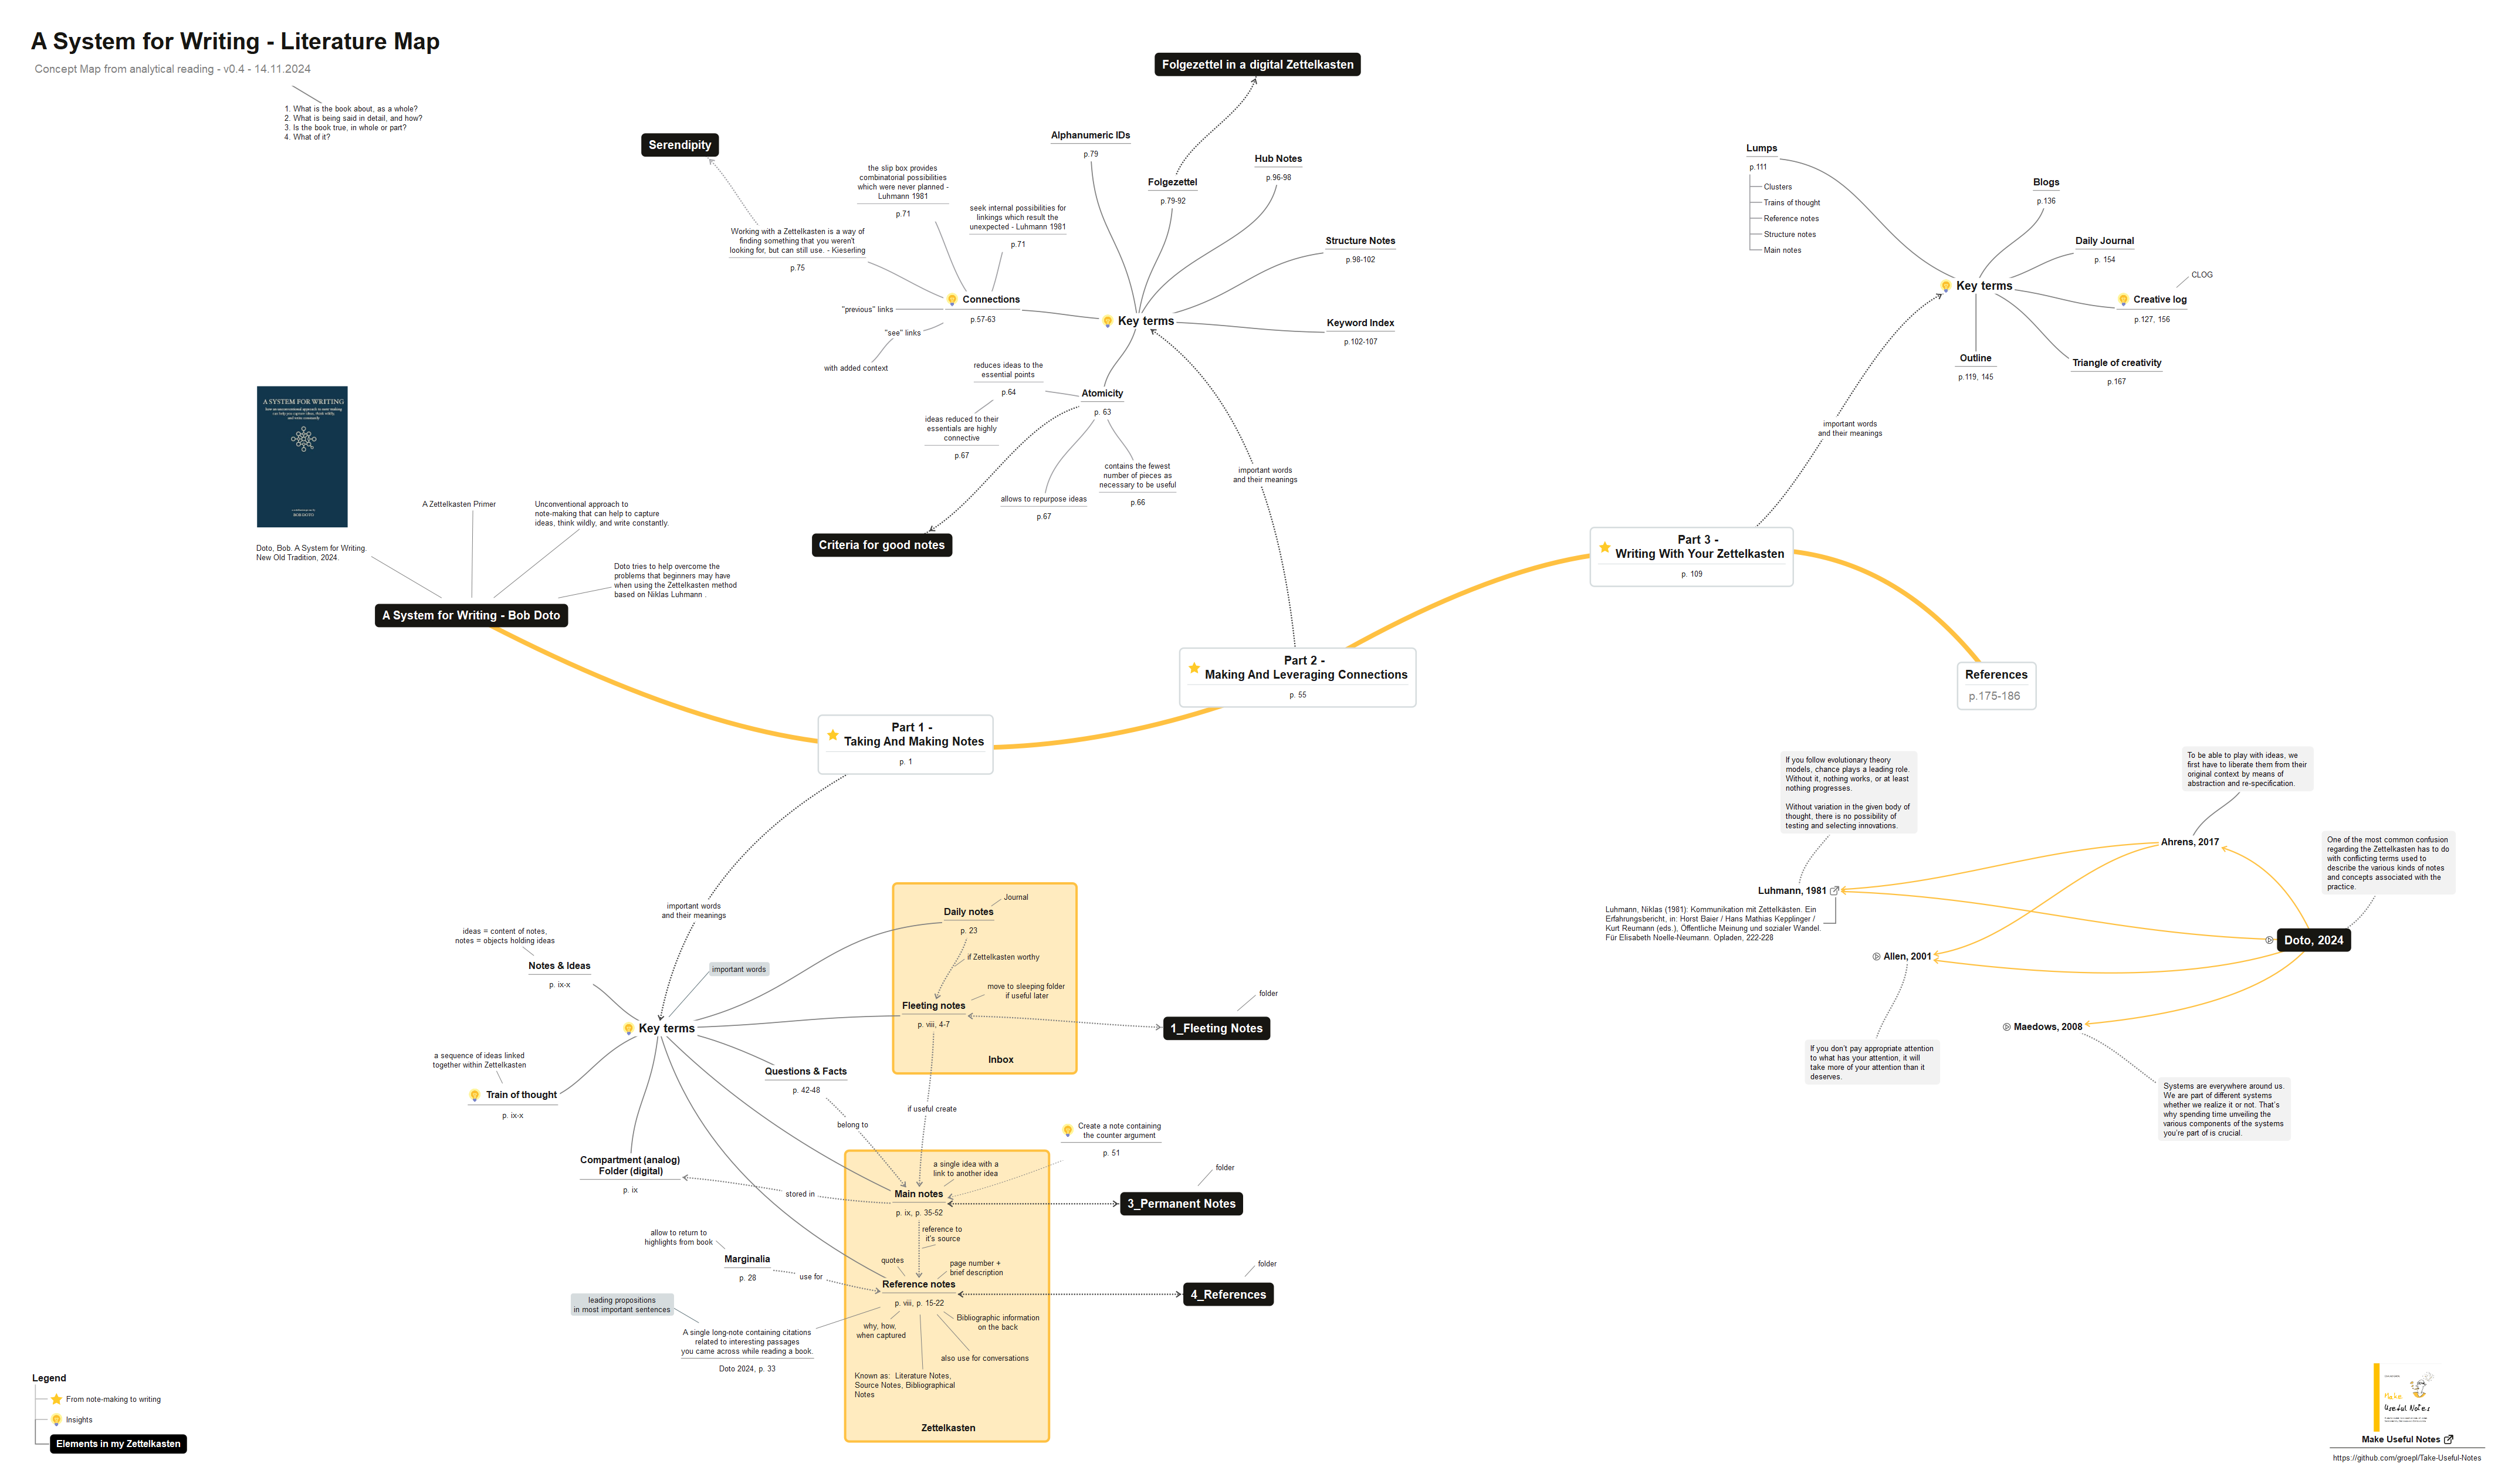 A System for Writing - Literature Map
Concept Map from analytical reading - v0.4 - 14.11.2024
1. What is the book about, as a whole?
2. What is being said in detail, and how?
3. Is the book true, in whole or part?
4. What of it?
Folgezettel in a digital Zettelkasten
Serendipity
Alphanumeric IDs
p.79
Folgezettel
p.79-92
Hub Notes
p.96-98
Structure Notes
p.98-102
Keyword Index
p.102-107
the slip box provides
combinatorial possibilities
which were never planned -
Luhmann 1981
p.71
seek internal possibilities for
linkings which result the
unexpected - Luhmann 1981
p.71
Working with a Zettelkasten is a way of
finding something that you weren't
looking for, but can still use. - Kieserling
p.75
Connections
p.57-63
"previous" links
"see" links
with added context
Key terms
Atomicity
p. 63
reduces ideas to the
essential points
p.64
ideas reduced to their
essentials are highly
connective
p.67
allows to repurpose ideas
p.67
contains the fewest
number of pieces as
necessary to be useful
p.66
Criteria for good notes
important words
and their meanings
Lumps
p.111
Clusters
Trains of thought
Reference notes
Structure notes
Main notes
Blogs
p.136
Daily Journal
p. 154
CLOG
Creative log
p.127, 156
Key terms
Outline
p.119, 145
Triangle of creativity
p.167
important words
and their meanings
A SYSTEM FOR WRITING
how an unconventional approach to note-making
can help you capture ideas, think wildly,
and write constantly
BOB DOTO
Doto, Bob. A System for Writing.
New Old Tradition, 2024.
A Zettelkasten Primer
Unconventional approach to
note-making that can help to capture
ideas, think wildly, and write constantly.
Doto tries to help overcome the
problems that beginners may have
when using the Zettelkasten method
based on Niklas Luhmann .
A System for Writing - Bob Doto
Part 1 -
Taking And Making Notes
p. 1
Part 2 -
Making And Leveraging Connections
p. 55
Part 3 -
Writing With Your Zettelkasten
p. 109
References
p.175-186
important words
and their meanings
ideas = content of notes,
notes = objects holding ideas
Notes & Ideas
p. ix-x
important words
Key terms
a sequence of ideas linked
together within Zettelkasten
Train of thought
p. ix-x
Compartment (analog)
Folder (digital)
p. ix
stored in
Journal
Daily notes
p. 23
if Zettelkasten worthy
move to sleeping folder
if useful later
Fleeting notes
p. viii, 4-7
Inbox
folder
1_Fleeting Notes
Questions & Facts
p. 42-48
belong to
if useful create
Create a note containing
the counter argument
p. 51
a single idea with a
link to another idea
Main notes
p. ix, p. 35-52
folder
3_Permanent Notes
reference to
it's source
quotes
page number +
brief description
Reference notes
p. viii, p. 15-22
folder
4_References
why, how,
when captured
Bibliographic information
on the back
also use for conversations
Known as: Literature Notes,
Source Notes, Bibliographical
Notes
Zettelkasten
allow to return to
highlights from book
Marginalia
p. 28
use for
leading propositions
in most important sentences
A single long-note containing citations
related to interesting passages
you came across while reading a book.
Doto 2024, p. 33
If you follow evolutionary theory
models, chance plays a leading role.
Without it, nothing works, or at least
nothing progresses.
Without variation in the given body of
thought, there is no possibility of
testing and selecting innovations.
To be able to play with ideas, we
first have to liberate them from their
original context by means of
abstraction and re-specification.
Ahrens, 2017
One of the most common confusion
regarding the Zettelkasten has to do
with conflicting terms used to
describe the various kinds of notes
and concepts associated with the
practice.
Luhmann, 1981
Luhmann, Niklas (1981): Kommunikation mit Zettelkästen. Ein
Erfahrungsbericht, in: Horst Baier / Hans Mathias Kepplinger /
Kurt Reumann (eds.), Öffentliche Meinung und sozialer Wandel.
Für Elisabeth Noelle-Neumann. Opladen, 222-228
Doto, 2024
Allen, 2001
Maedows, 2008
If you don't pay appropriate attention
to what has your attention, it will
take more of your attention than it
deserves.
Systems are everywhere around us.
We are part of different systems
whether we realize it or not. That's
why spending time unveiling the
various components of the systems
you're part of is crucial.
Legend
From note-making to writing
Insights
Elements in my Zettelkasten
Make
Useful Notes
Make Useful Notes
https://github.com/groepl/Take-Useful-Notes